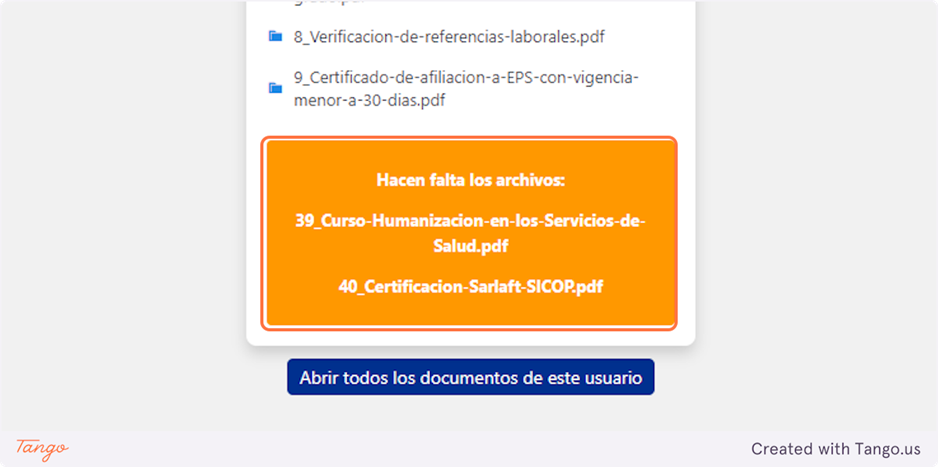 8_Verificacion-de-referencias-laborales.pdf
9_Certificado-de-afiliacion-a-EPS-con-vigencia-
menor-a-30-dias.pdf
Hacen falta los archivos:
39_Curso-Humanizacion-en-los-Servicios-de-
Salud.pdf
40_Certificacion-Sarlaft-SICOP.pdf
Abrir todos los documentos de este usuario
Tango
Created with Tango.us